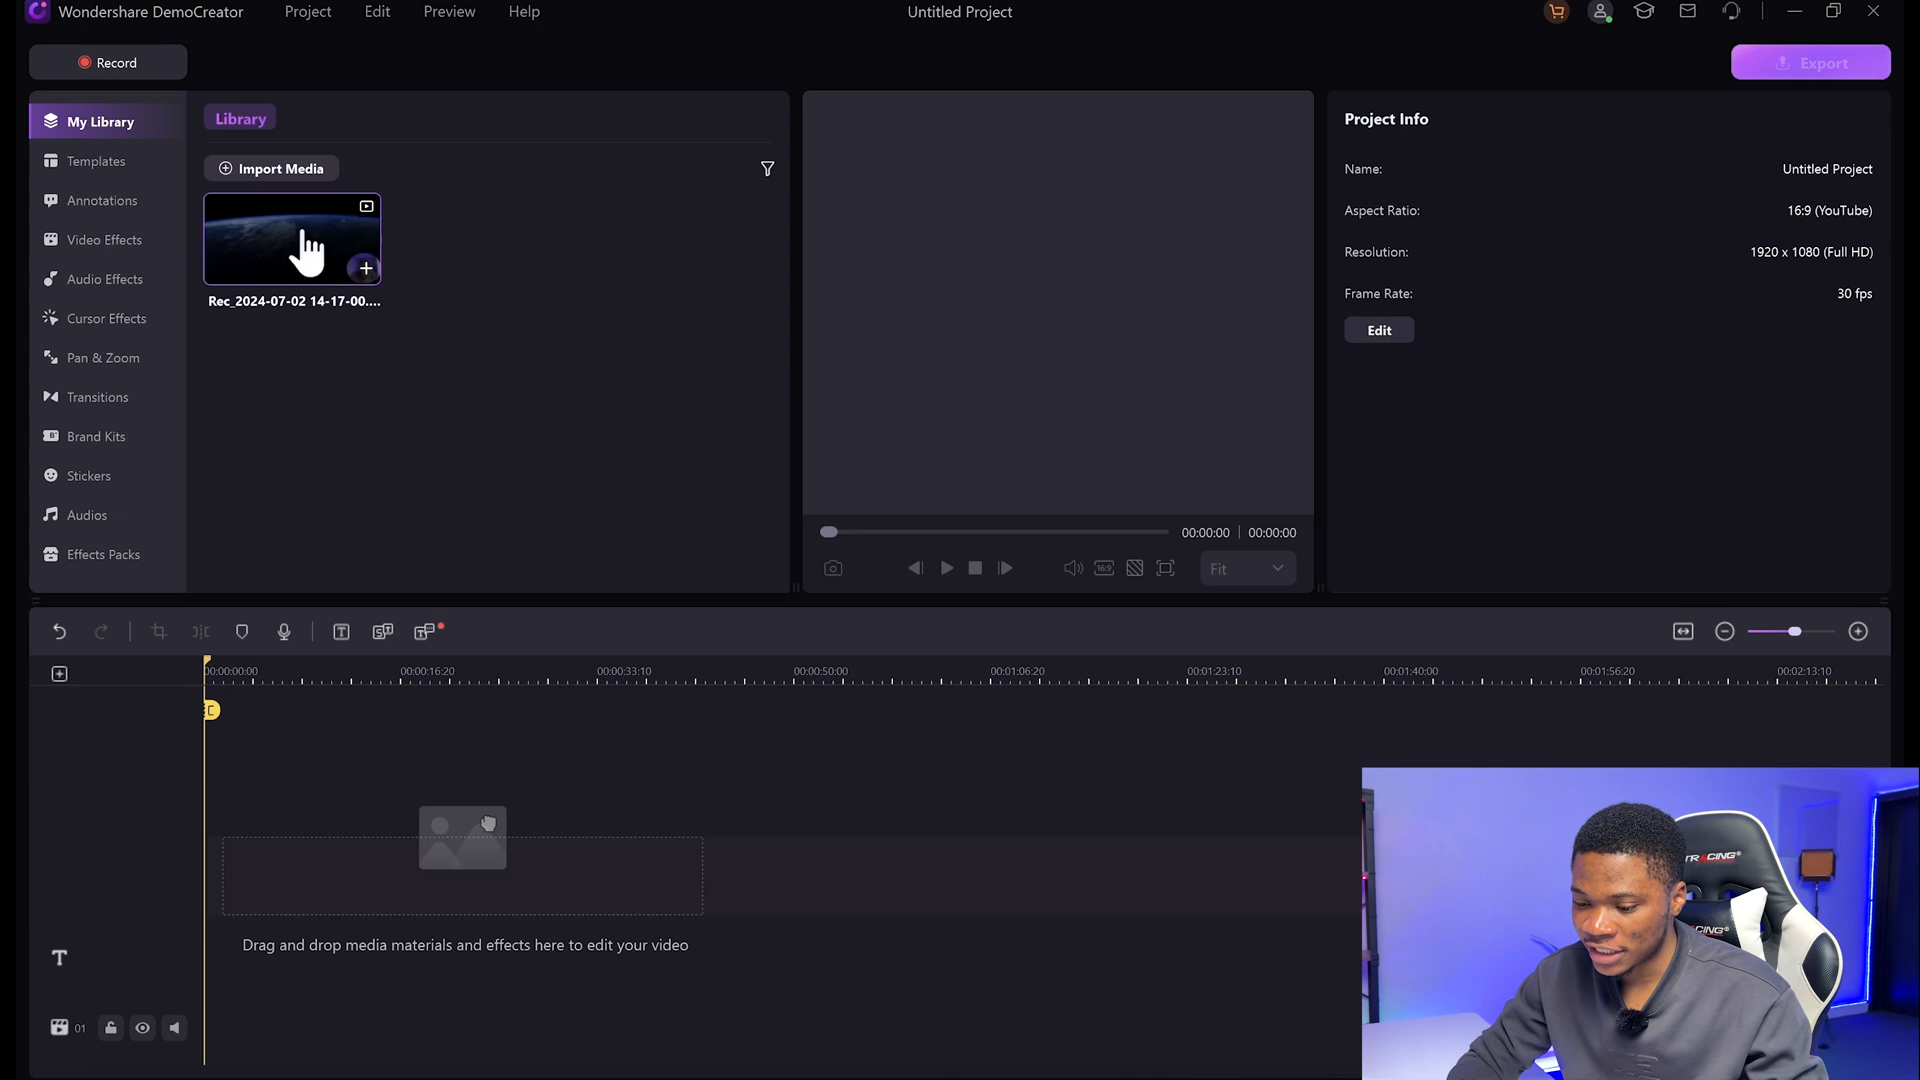 Wondershare DemoCreator Project Edit Preview Help Untitled Project
Record Export
My Library
Templates
Annotations
Video Effects
Audio Effects
Cursor Effects
Pan & Zoom
Transitions
Brand Kits
Stickers
Audios
Effects Packs
Library
Import Media
Rec_2024-07-02 14-17-00....
00:00:00 | 00:00:00
16:9 Fit
Project Info
Name: Untitled Project
Aspect Ratio: 16:9 (YouTube)
Resolution: 1920 x 1080 (Full HD)
Frame Rate: 30 fps
Edit
00:00:00:00 00:00:16:20 00:00:33:10 00:00:50:00 00:01:06:20 00:01:23:10 00:01:40:00 00:01:56:20 00:02:13:10
Drag and drop media materials and effects here to edit your video
T
01